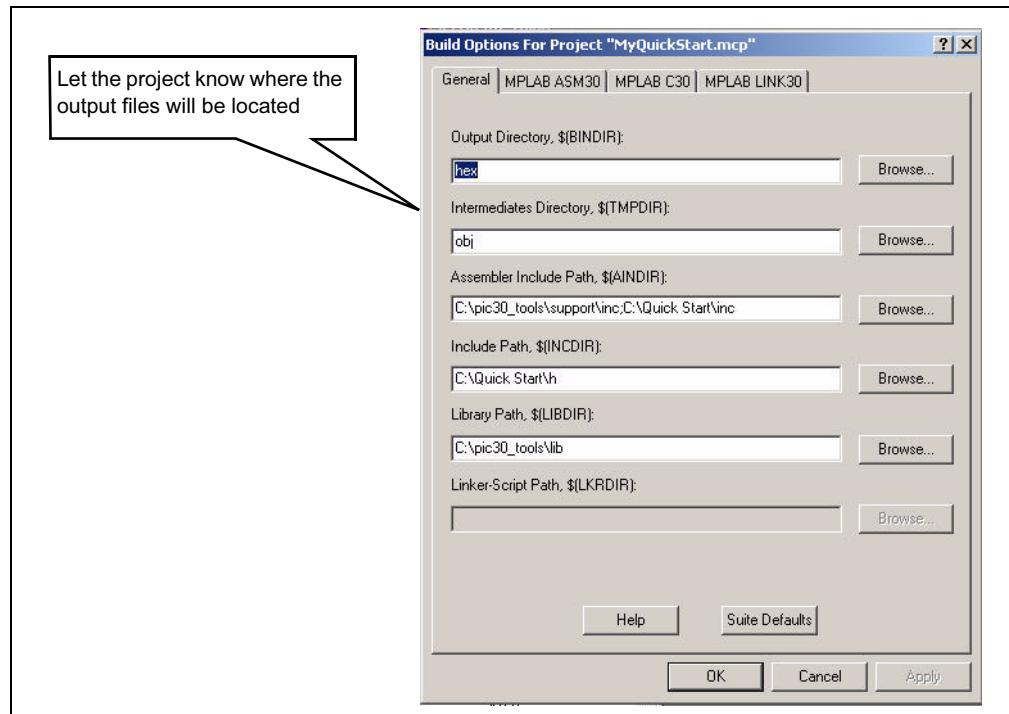 Let the project know where the
output files will be located
Build Options For Project "MyQuickStart.mcp"
General
MPLAB ASM30
MPLAB C30
MPLAB LINK30
Output Directory, $(BINDIR):
hex
Browse...
Intermediates Directory, $(TMPDIR):
obj
Browse...
Assembler Include Path, $(AINDIR):
C:\pic30_tools\support\inc;C:\Quick Start\inc
Browse...
Include Path, $(INCDIR):
C:\Quick Start\h
Browse...
Library Path, $(LIBDIR):
C:\pic30_tools\lib
Browse...
Linker-Script Path, $(LKRDIR):
Browse...
Help
Suite Defaults
OK
Cancel
Apply